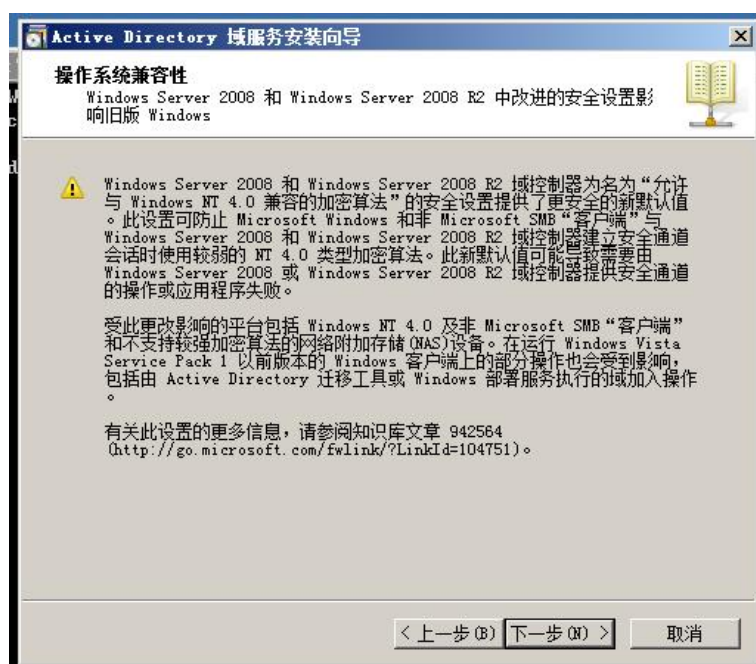 Active Directory 域服务安装向导
操作系统兼容性
Windows Server 2008 和 Windows Server 2008 R2 中改进的安全设置影
响旧版 Windows
Windows Server 2008 和 Windows Server 2008 R2 域控制器为名为“允许
与 Windows NT 4.0 兼容的加密算法”的安全设置提供了更安全的新默认值
。此设置可防止 Microsoft Windows 和非 Microsoft SMB“客户端”与
Windows Server 2008 和 Windows Server 2008 R2 域控制器建立安全通道
会话时使用较弱的 NT 4.0 类型加密算法。此新默认值可能导致需要由
Windows Server 2008 或 Windows Server 2008 R2 域控制器提供安全通道
的操作或应用程序失败。
受此更改影响的平台包括 Windows NT 4.0 及非 Microsoft SMB“客户端”
和不支持较强加密算法的网络附加存储(NAS)设备。在运行 Windows Vista
Service Pack 1 以前版本的 Windows 客户端上的部分操作也会受到影响，
包括由 Active Directory 迁移工具或 Windows 部署服务执行的域加入操作
。
有关此设置的更多信息，请参阅知识库文章 942564
(http://go.microsoft.com/fwlink/?LinkId=104751)。
< 上一步(B) 下一步(N) > 取消